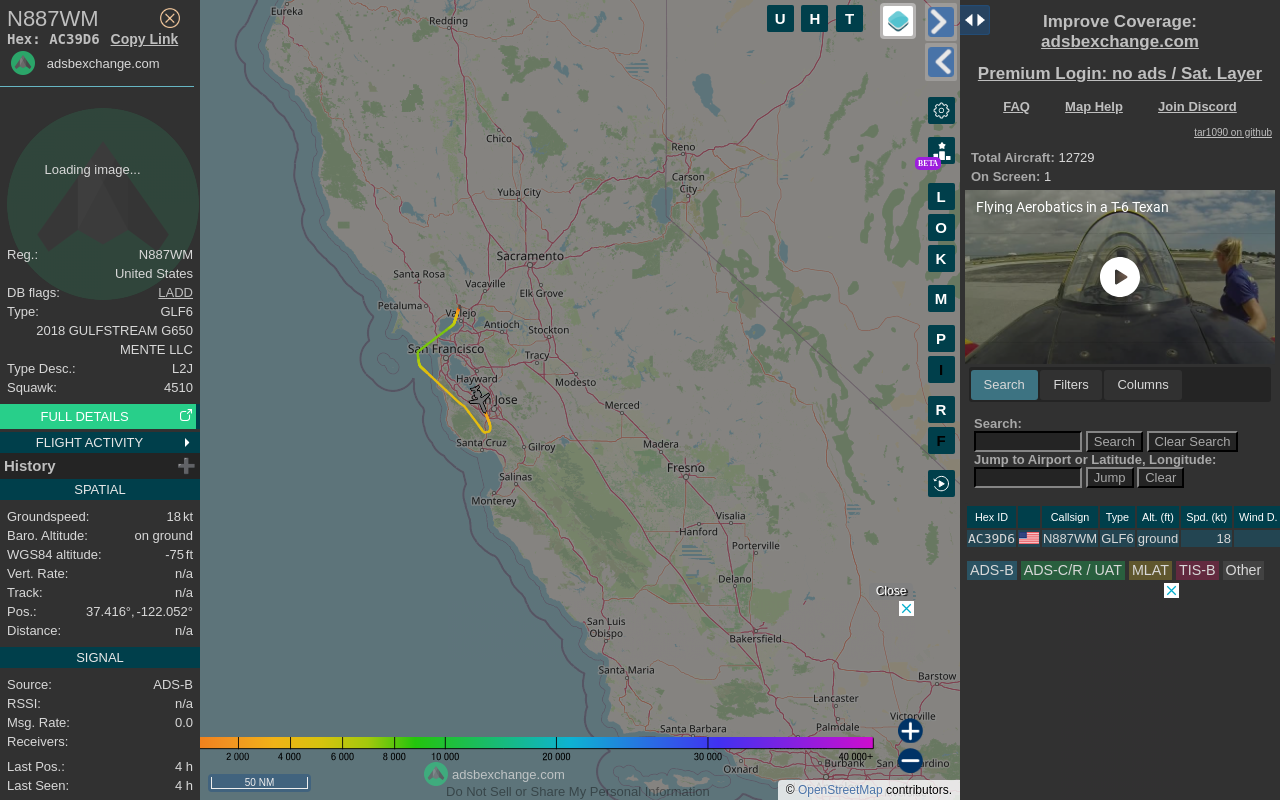 N887WM
Hex: AC39D6 Copy Link
adsbexchange.com
Loading image...
Reg.: N887WM
United States
DB flags: LADD
Type: GLF6
2018 GULFSTREAM G650
MENTE LLC
Type Desc.: L2J
Squawk: 4510
FULL DETAILS
FLIGHT ACTIVITY
History
SPATIAL
Groundspeed: 18 kt
Baro. Altitude: on ground
WGS84 altitude: -75 ft
Vert. Rate: n/a
Track: n/a
Pos.: 37.416°, -122.052°
Distance: n/a
SIGNAL
Source: ADS-B
RSSI: n/a
Msg. Rate: 0.0
Receivers:
Last Pos.: 4 h
Last Seen: 4 h
Eureka
Redding
Chico
Reno
Carson
City
Yuba City
Sacramento
Santa Rosa
Vacaville
Elk Grove
Petaluma
Vallejo
Antioch
Stockton
San Francisco
Tracy
Hayward
Modesto
Jose
Merced
Santa Cruz
Gilroy
Madera
Salinas
Fresno
Monterey
Visalia
Hanford
Porterville
Delano
San Luis
Obispo
Bakersfield
Santa Maria
Barstow
Lancaster
Victorville
Santa Barbara
Palmdale
Oxnard
Burbank
U H T
BETA
L
O
K
M
P
I
R
F
Close
2 000 4 000 6 000 8 000 10 000 20 000 30 000 40 000+
50 NM
adsbexchange.com
Do Not Sell or Share My Personal Information
© OpenStreetMap contributors.
Improve Coverage:
adsbexchange.com
Premium Login: no ads / Sat. Layer
FAQ Map Help Join Discord
tar1090 on github
Total Aircraft: 12729
On Screen: 1
Flying Aerobatics in a T-6 Texan
Search Filters Columns
Search:
Search Clear Search
Jump to Airport or Latitude, Longitude:
Jump Clear
Hex ID Callsign Type Alt. (ft) Spd. (kt) Wind D.
AC39D6 N887WM GLF6 ground 18
ADS-B ADS-C/R / UAT MLAT TIS-B Other